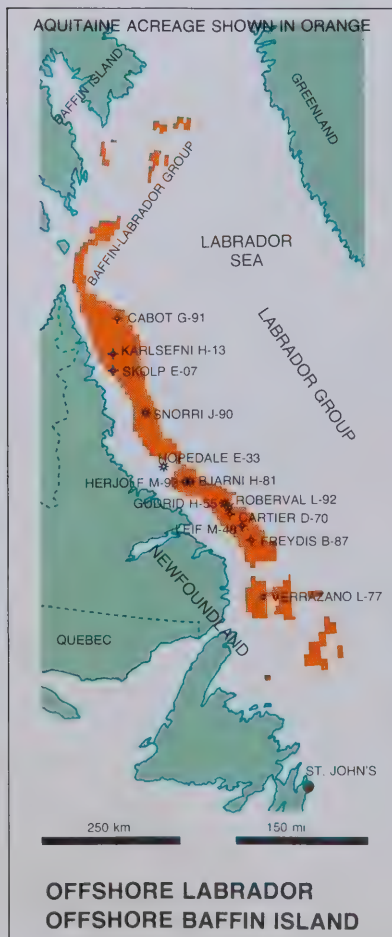 AQUITAINE ACREAGE SHOWN IN ORANGE
BAFFIN ISLAND
GREENLAND
BAFFIN-LABRADOR GROUP
LABRADOR
SEA
LABRADOR GROUP
CABOT G-91
KARLSEFNI H-13
SKOLP E-07
SNORRI J-90
HOPEDALE E-33
HERJOLF M-92
BJARNI H-81
GUDRID H-55
ROBERVAL L-92
CARTIER D-70
LEIF M-48
FREYDIS B-87
NEWFOUNDLAND
VERRAZANO L-77
QUEBEC
ST. JOHN'S
250 km
150 mi
OFFSHORE LABRADOR
OFFSHORE BAFFIN ISLAND